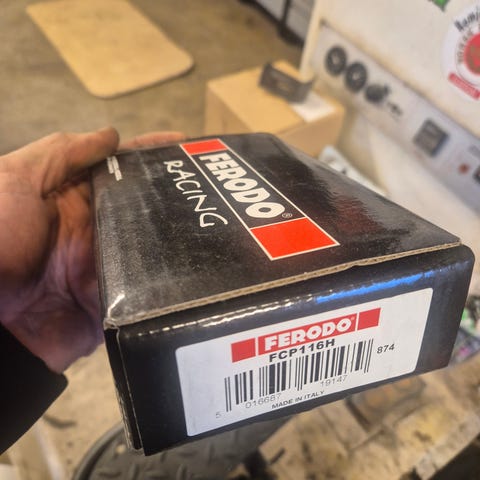 FERODO®
RACING
FERODO®
FCP116H
874
5 016687 19147
MADE IN ITALY